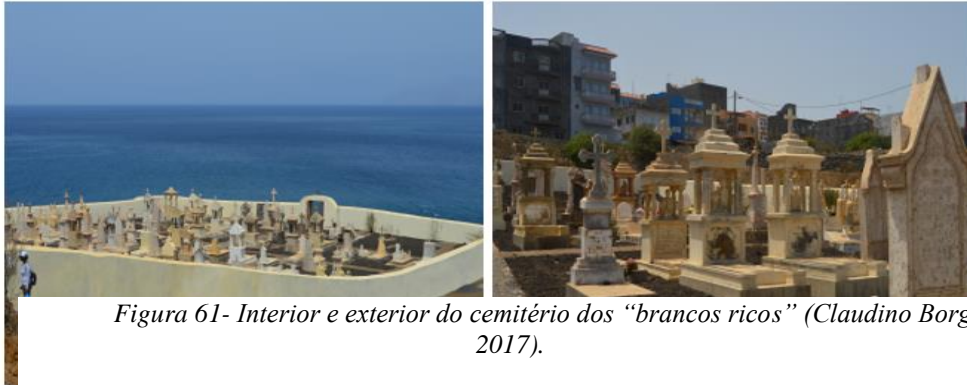 Figura 61- Interior e exterior do cemitério dos “brancos ricos” (Claudino Borg
2017).